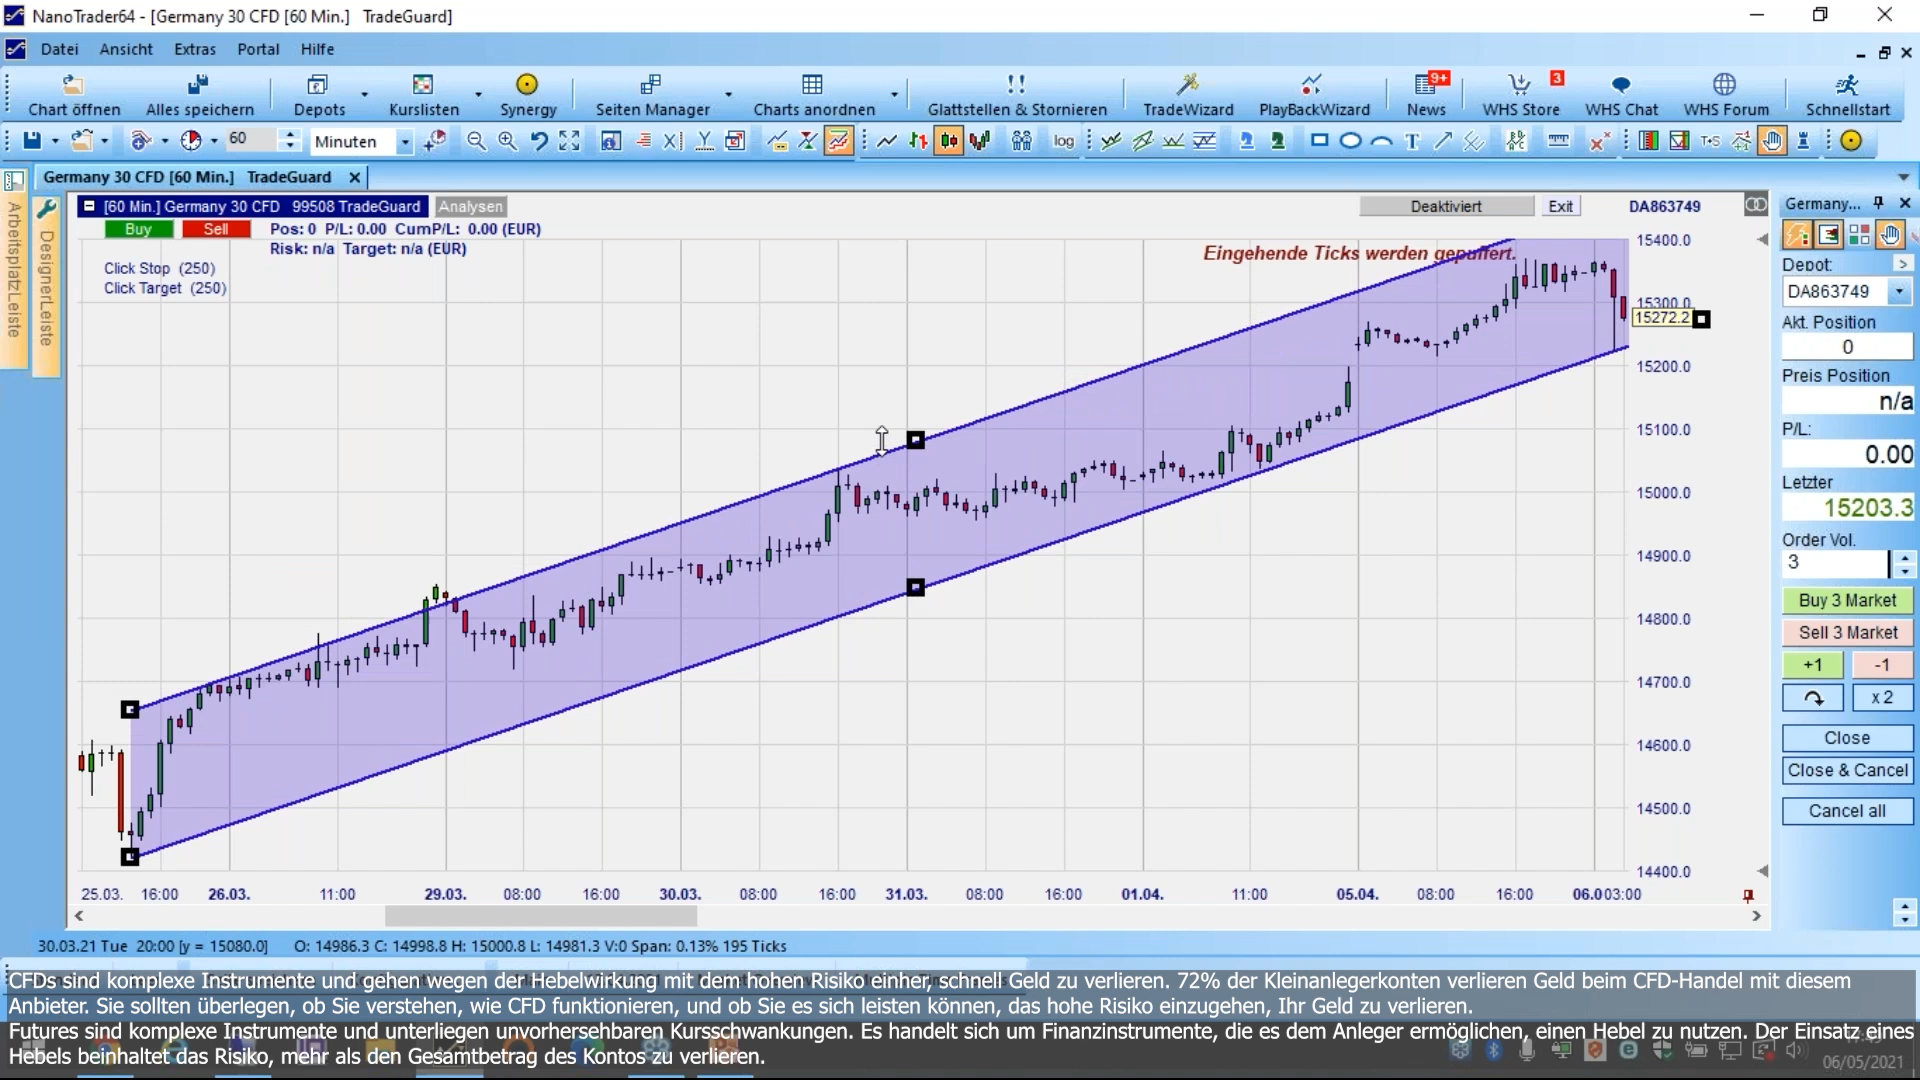 NanoTrader64 - [Germany 30 CFD [60 Min.]   TradeGuard]
Datei Ansicht Extras Portal Hilfe
Chart öffnen Alles speichern Depots Kurslisten Synergy Seiten Manager Charts anordnen Glattstellen & Stornieren TradeWizard PlayBackWizard 9+ News 3 WHS Store WHS Chat WHS Forum Schnellstart
60 Minuten log T T+S
Germany 30 CFD [60 Min.]   TradeGuard
ArbeitsplatzLeiste
DesignerLeiste
[60 Min.] Germany 30 CFD   99508 TradeGuard Analysen Deaktiviert Exit DA863749
Buy Sell Pos: 0  P/L: 0.00  CumP/L:  0.00 (EUR)
Risk: n/a  Target: n/a (EUR)
Eingehende Ticks werden gepuffert.
Click Stop  (250)
Click Target  (250)
15400.0
15300.0
15272.2
15200.0
15100.0
15000.0
14900.0
14800.0
14700.0
14600.0
14500.0
14400.0
25.03. 16:00 26.03. 11:00 29.03. 08:00 16:00 30.03. 08:00 16:00 31.03. 08:00 16:00 01.04. 11:00 05.04. 08:00 16:00 06.0 03:00
Germany...
Depot:
DA863749
Akt. Position
0
Preis Position
n/a
P/L:
0.00
Letzter
15203.3
Order Vol.
3
Buy 3 Market
Sell 3 Market
+1 -1
x 2
Close
Close & Cancel
Cancel all
30.03.21 Tue  20:00 [y = 15080.0]     O: 14986.3 C: 14998.8 H: 15000.8 L: 14981.3 V:0 Span: 0.13% 195 Ticks
CFDs sind komplexe Instrumente und gehen wegen der Hebelwirkung mit dem hohen Risiko einher, schnell Geld zu verlieren. 72% der Kleinanlegerkonten verlieren Geld beim CFD-Handel mit diesem
Anbieter. Sie sollten überlegen, ob Sie verstehen, wie CFD funktionieren, und ob Sie es sich leisten können, das hohe Risiko einzugehen, Ihr Geld zu verlieren.
Futures sind komplexe Instrumente und unterliegen unvorhersehbaren Kursschwankungen. Es handelt sich um Finanzinstrumente, die es dem Anleger ermöglichen, einen Hebel zu nutzen. Der Einsatz eines
Hebels beinhaltet das Risiko, mehr als den Gesamtbetrag des Kontos zu verlieren.
06/05/2021